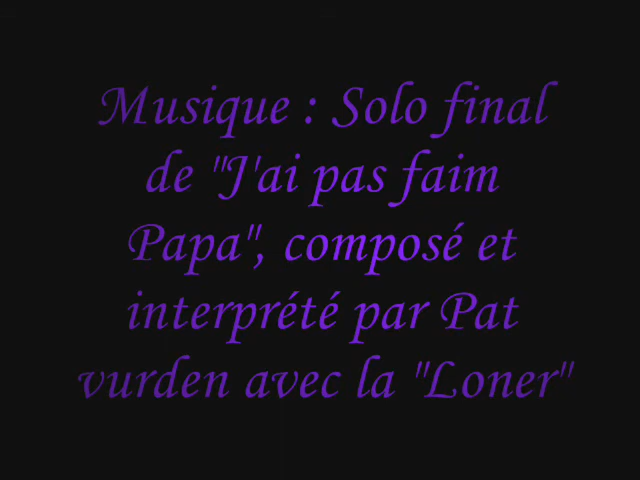 Musique : Solo final
de "J'ai pas faim
Papa", composé et
interprété par Pat
vurden avec la "Loner"